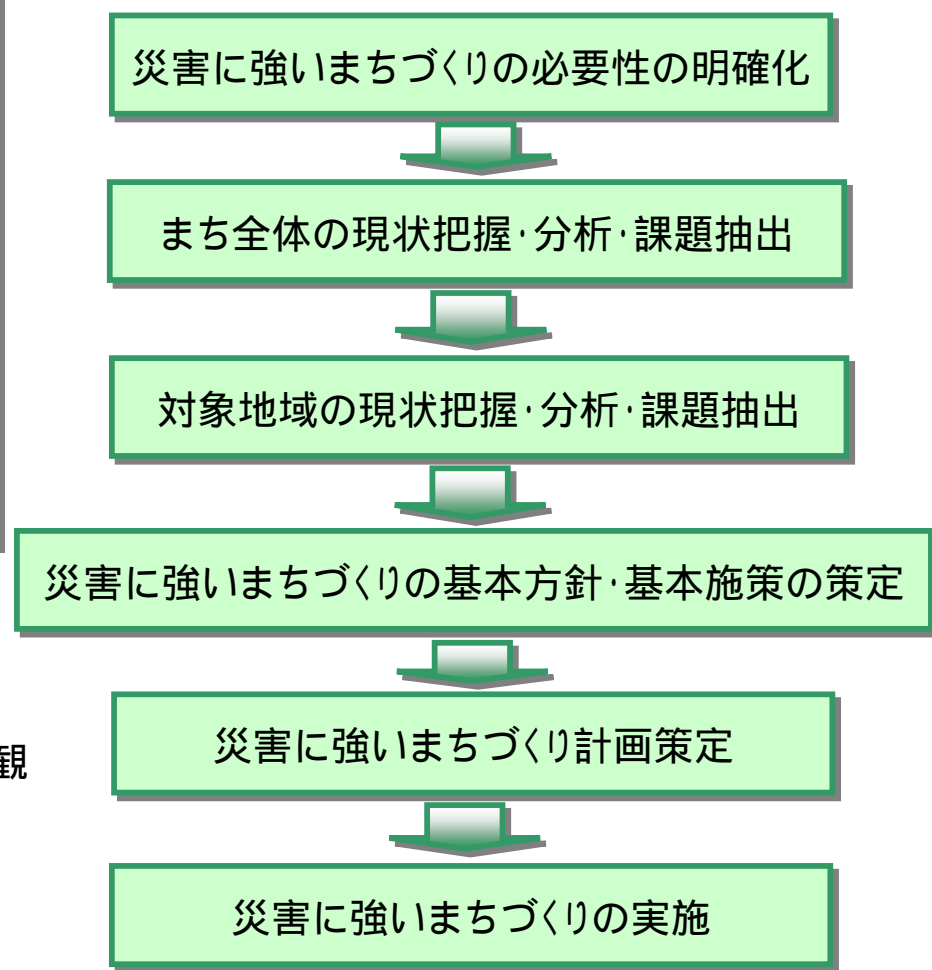 災害に強いまちづくりの必要性の明確化
まち全体の現状把握・分析・課題抽出
対象地域の現状把握・分析・課題抽出
災害に強いまちづくりの基本方針・基本施策の策定
災害に強いまちづくり計画策定
観
災害に強いまちづくりの実施